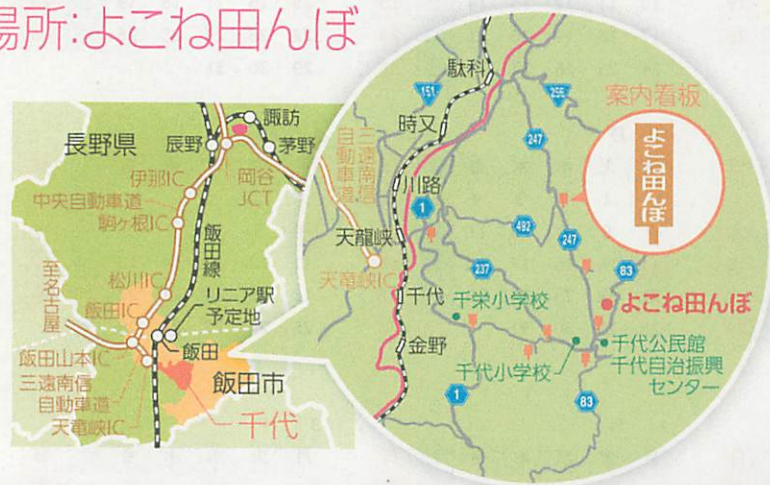 場所:よこね田んぼ
長野県
諏訪
辰野
茅野
伊那IC
岡谷
JCT
中央自動車道
駒ヶ根IC
飯田線
至名古屋
松川IC
飯田IC
リニア駅
予定地
飯田
飯田山本IC
三遠南信
自動車道
天竜峡IC
飯田市
千代
駄科
151
256
案内看板
よこね田んぼ
時又
247
三遠南信
自動車道
川路
1
492
247
天龍峡
天竜峡IC
237
83
千代
千栄小学校
よこね田んぼ
金野
千代小学校
千代公民館
千代自治振興
センター
1
83